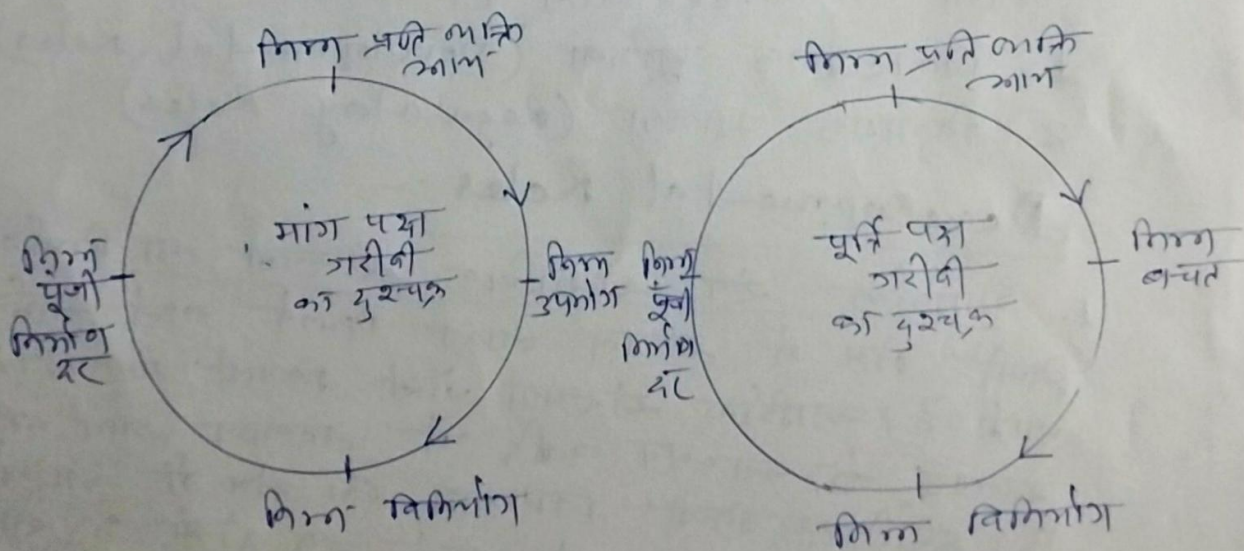 निम्न प्रति व्यक्ति
आय
मांग पक्ष
गरीबी
का दुश्चक्र
निम्न
उपभोग
निम्न विनियोग
निम्न
पूंजी
निर्माण
दर
निम्न प्रति व्यक्ति
आय
पूर्ति पक्ष
गरीबी
का दुश्चक्र
निम्न
बचत
निम्न विनियोग
निम्न
पूंजी
निर्माण
दर